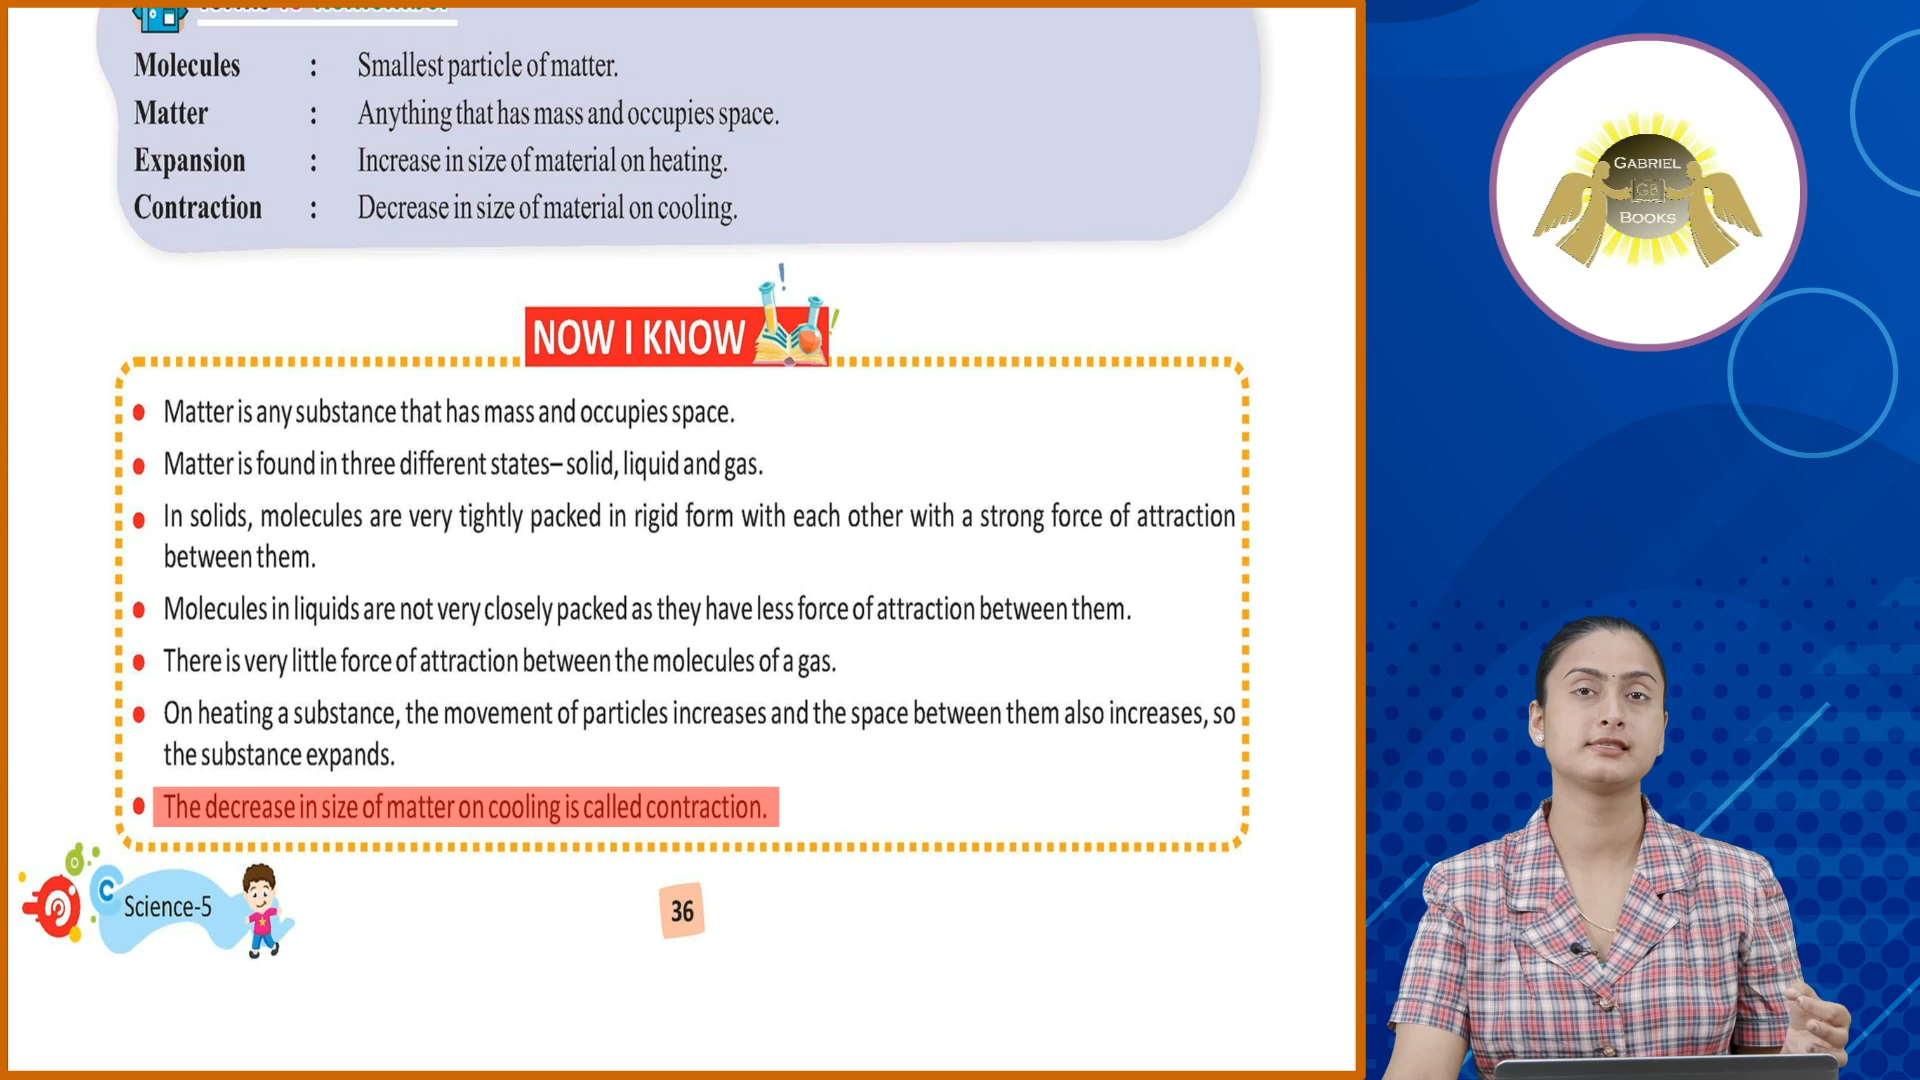 Molecules : Smallest particle of matter.
Matter : Anything that has mass and occupies space.
Expansion : Increase in size of material on heating.
Contraction : Decrease in size of material on cooling.
NOW I KNOW
• Matter is any substance that has mass and occupies space.
• Matter is found in three different states– solid, liquid and gas.
• In solids, molecules are very tightly packed in rigid form with each other with a strong force of attraction
between them.
• Molecules in liquids are not very closely packed as they have less force of attraction between them.
• There is very little force of attraction between the molecules of a gas.
• On heating a substance, the movement of particles increases and the space between them also increases, so
the substance expands.
• The decrease in size of matter on cooling is called contraction.
C
Science-5
36
GABRIEL
GB
BOOKS